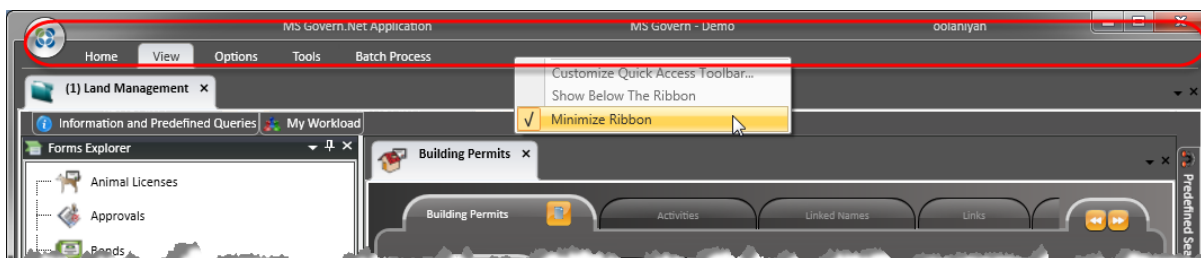 MS Govern.Net Application MS Govern - Demo oolaniyan
Home View Options Tools Batch Process
Customize Quick Access Toolbar...
(1) Land Management
Show Below The Ribbon
Minimize Ribbon
Information and Predefined Queries My Workload
Forms Explorer
Building Permits
Animal Licenses
Predefined Sea
Approvals
Building Permits Activities Linked Names Links
Bonds